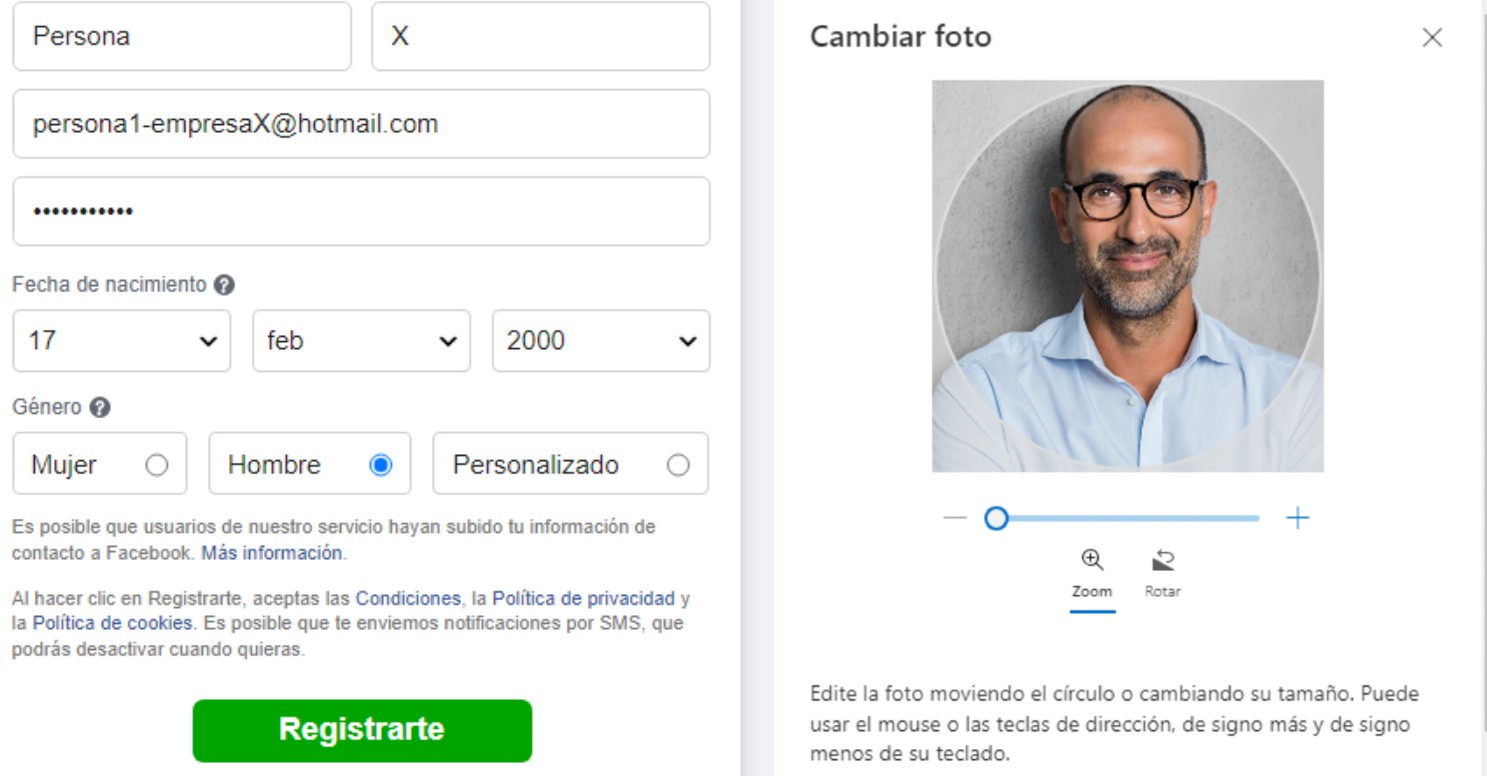 Persona
X
persona1-empresaX@hotmail.com
•••••••••••
Fecha de nacimiento ?
17
feb
2000
Género ?
Mujer
Hombre
Personalizado
Es posible que usuarios de nuestro servicio hayan subido tu información de
contacto a Facebook. Más información.
Al hacer clic en Registrarte, aceptas las Condiciones, la Política de privacidad y
la Política de cookies. Es posible que te enviemos notificaciones por SMS, que
podrás desactivar cuando quieras.
Registrarte
Cambiar foto
Zoom
Rotar
Edite la foto moviendo el círculo o cambiando su tamaño. Puede
usar el mouse o las teclas de dirección, de signo más y de signo
menos de su teclado.